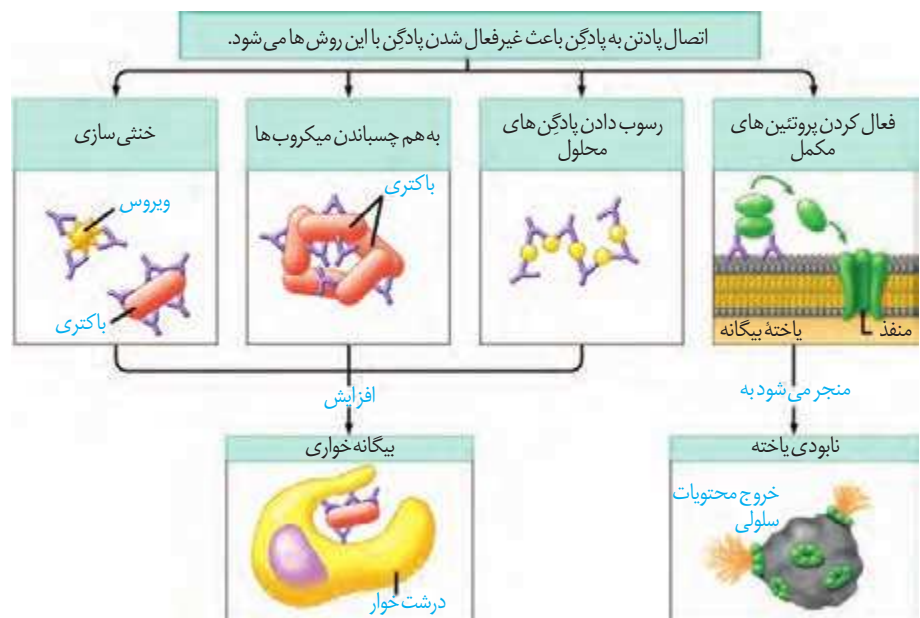 اتصال پادتن به پادگِن باعث غیرفعال شدن پادگِن با این روش ها می شود.
فعال کردن پروتئین های
مکمل
رسوب دادن پادگِن های
محلول
به هم چسباندن میکروب ها
خنثی سازی
منفذ
یاختهٔ بیگانه
باکتری
ویروس
باکتری
منجر می شود به
افزایش
نابودی یاخته
خروج محتویات
سلولی
بیگانه خواری
درشت خوار